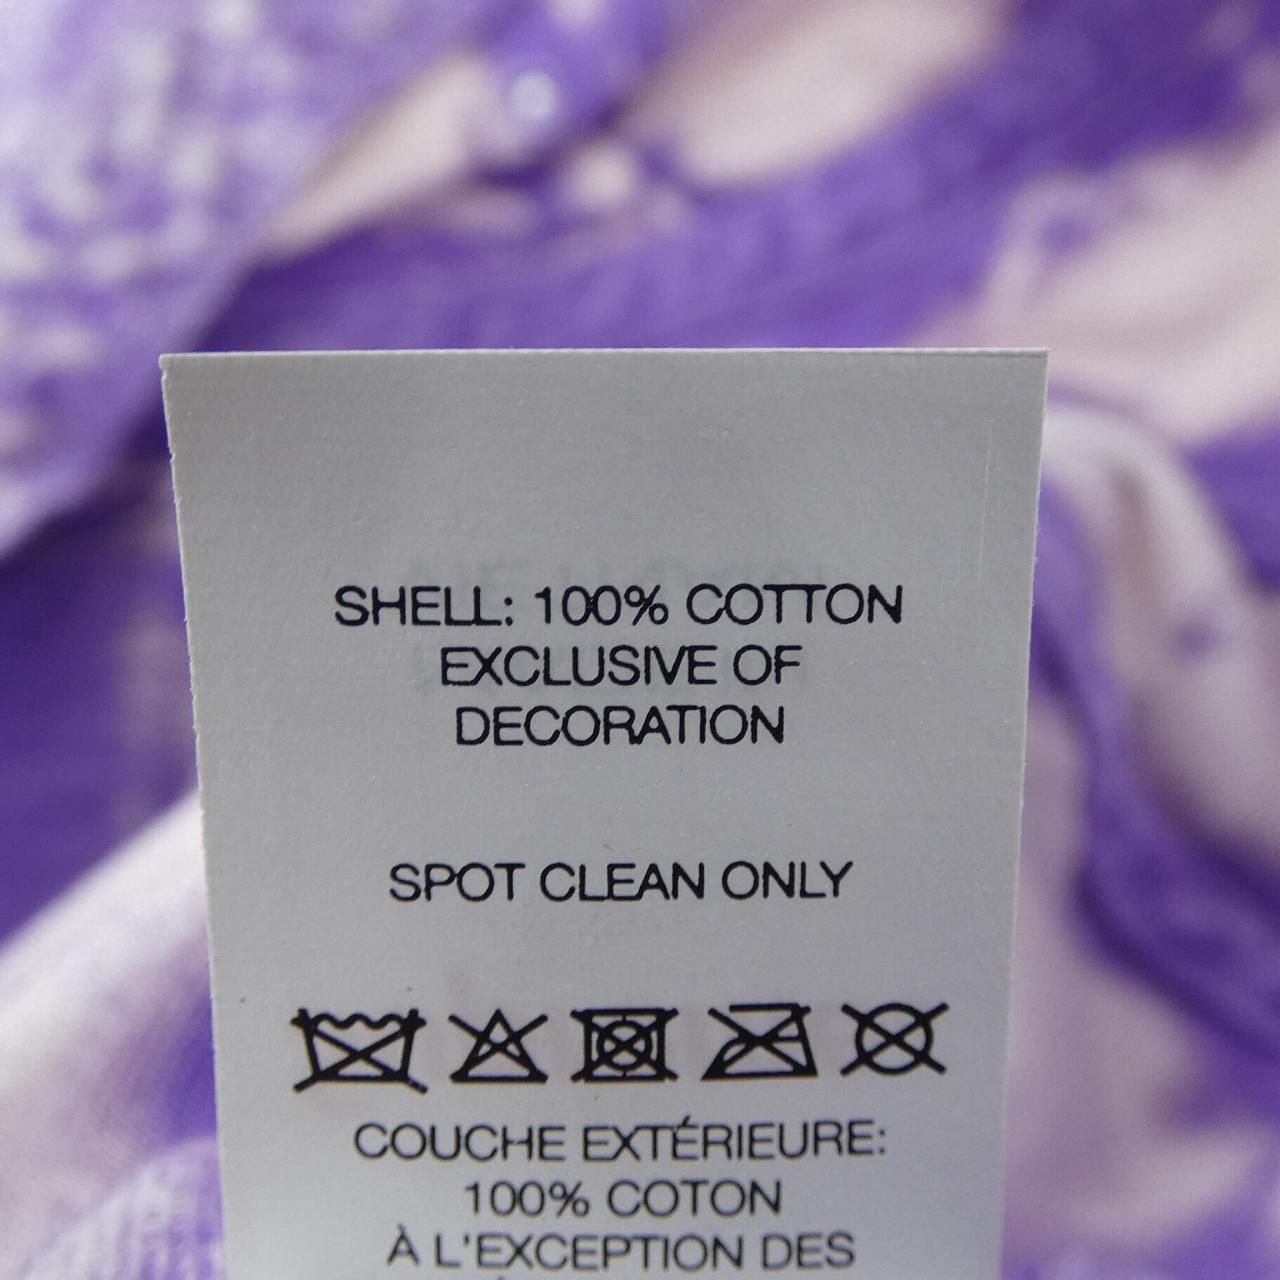 SHELL: 100% COTTON
EXCLUSIVE OF
DECORATION
SPOT CLEAN ONLY
COUCHE EXTÉRIEURE:
100% COTON
À L'EXCEPTION DES